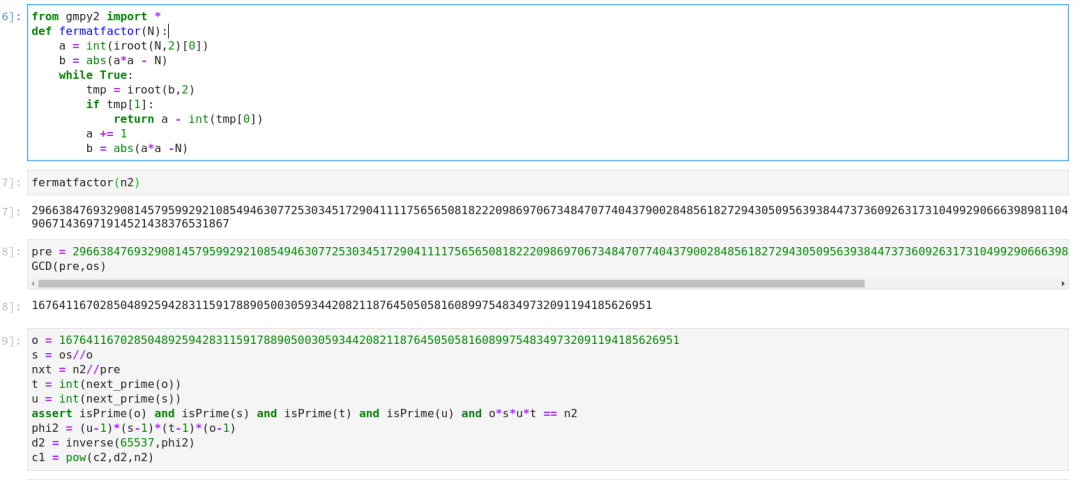 6]:
from gmpy2 import *
def fermatfactor(N):
    a = int(iroot(N,2)[0])
    b = abs(a*a - N)
    while True:
        tmp = iroot(b,2)
        if tmp[1]:
            return a - int(tmp[0])
        a += 1
        b = abs(a*a -N)
7]:
fermatfactor(n2)
7]:
29663847693290814579599292108549463077253034517290411117565650818222098697067348470774043790028485618272943050956393844737360926317310499290666398981104
906714369719145214383765318​67
8]:
pre = 29663847693290814579599292108549463077253034517290411117565650818222098697067348470774043790028485618272943050956393844737360926317310499290666398
GCD(pre,os)
8]:
1676411670285048925942831159178890500305934420821187645050581608997548349732091194185626951
9]:
o = 1676411670285048925942831159178890500305934420821187645050581608997548349732091194185626951
s = os//o
nxt = n2//pre
t = int(next_prime(o))
u = int(next_prime(s))
assert isPrime(o) and isPrime(s) and isPrime(t) and isPrime(u) and o*s*u*t == n2
phi2 = (u-1)*(s-1)*(t-1)*(o-1)
d2 = inverse(65537,phi2)
c1 = pow(c2,d2,n2)